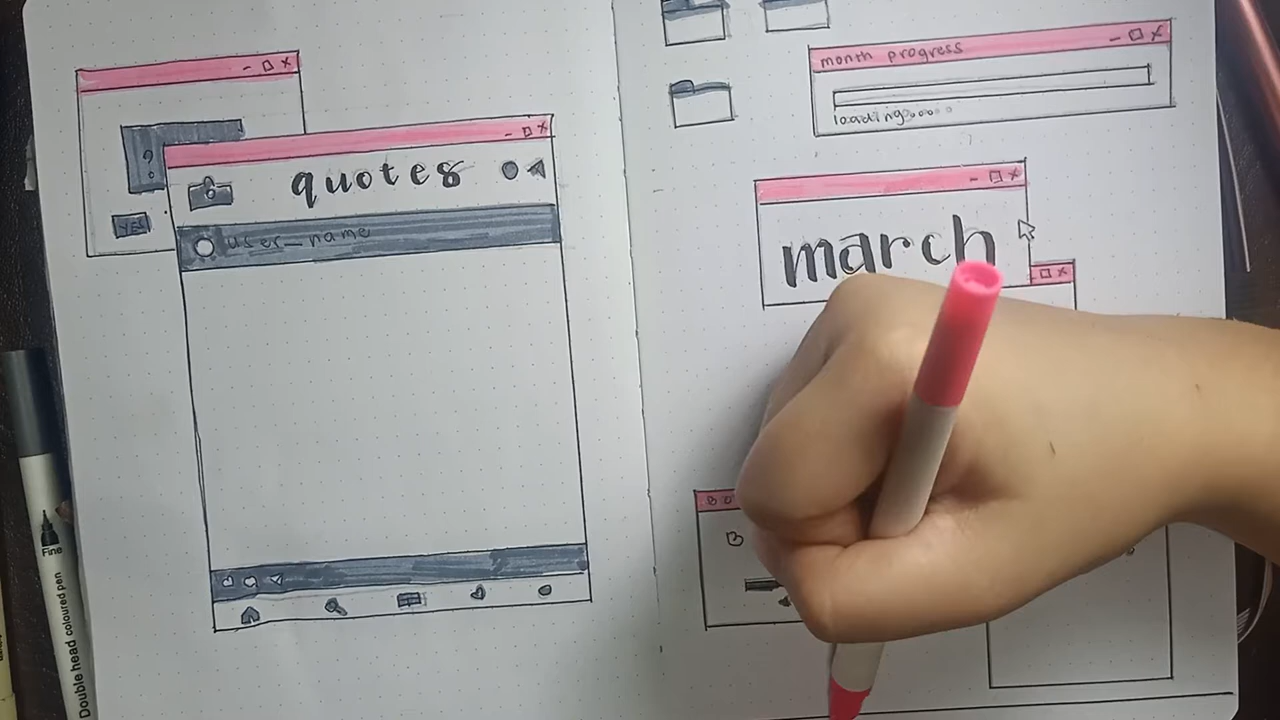 ?
YES
quotes
user_name
month progress
loading.....
march
Fine
Double head coloured pen